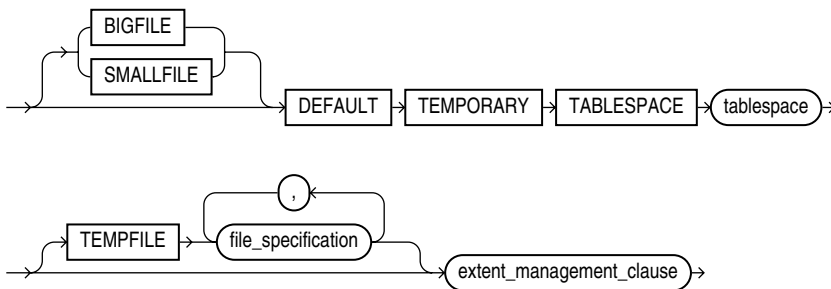 BIGFILE
SMALLFILE
DEFAULT TEMPORARY TABLESPACE tablespace
,
TEMPFILE file_specification
extent_management_clause